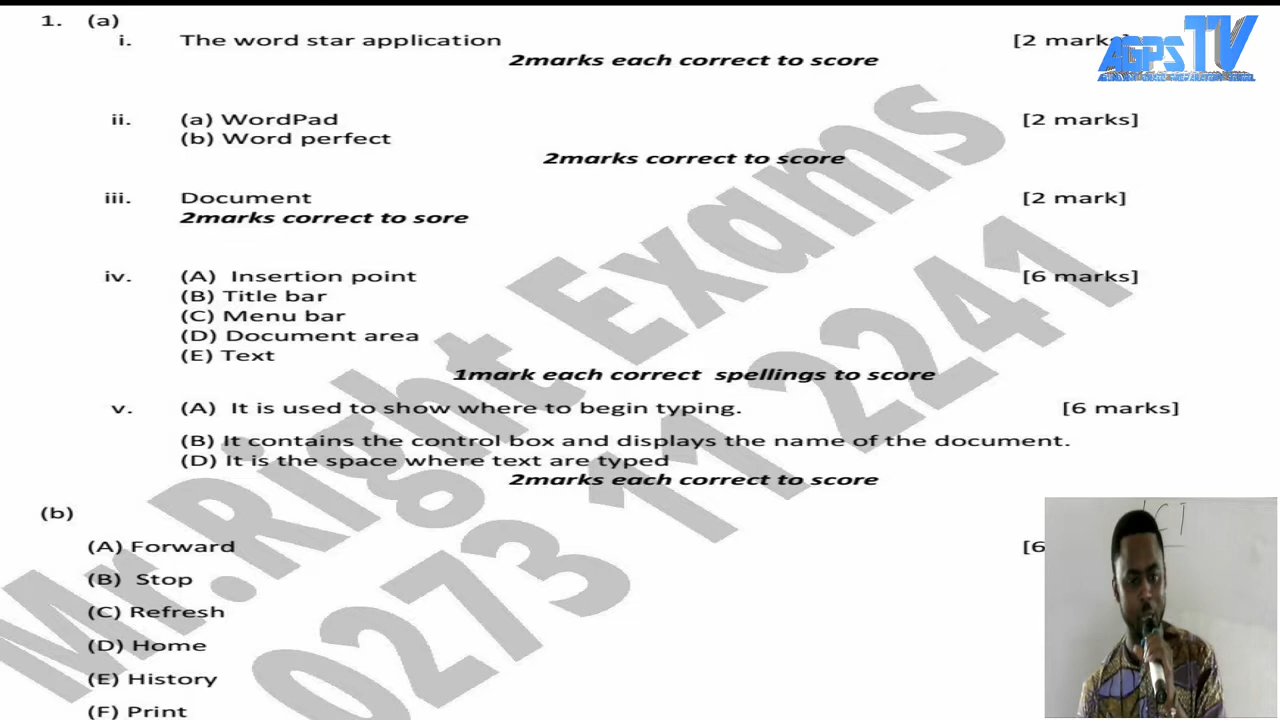 1. (a)
i. The word star application [2 marks]
2marks each correct to score
ii. (a) WordPad [2 marks]
(b) Word perfect
2marks correct to score
iii. Document [2 mark]
2marks correct to sore
iv. (A) Insertion point [6 marks]
(B) Title bar
(C) Menu bar
(D) Document area
(E) Text
1mark each correct spellings to score
v. (A) It is used to show where to begin typing. [6 marks]
(B) It contains the control box and displays the name of the document.
(D) It is the space where text are typed
2marks each correct to score
(b)
(A) Forward [6
(B) Stop
(C) Refresh
(D) Home
(E) History
(F) Print
Mr.Right Exams
0273 11 2241
AGPS TV